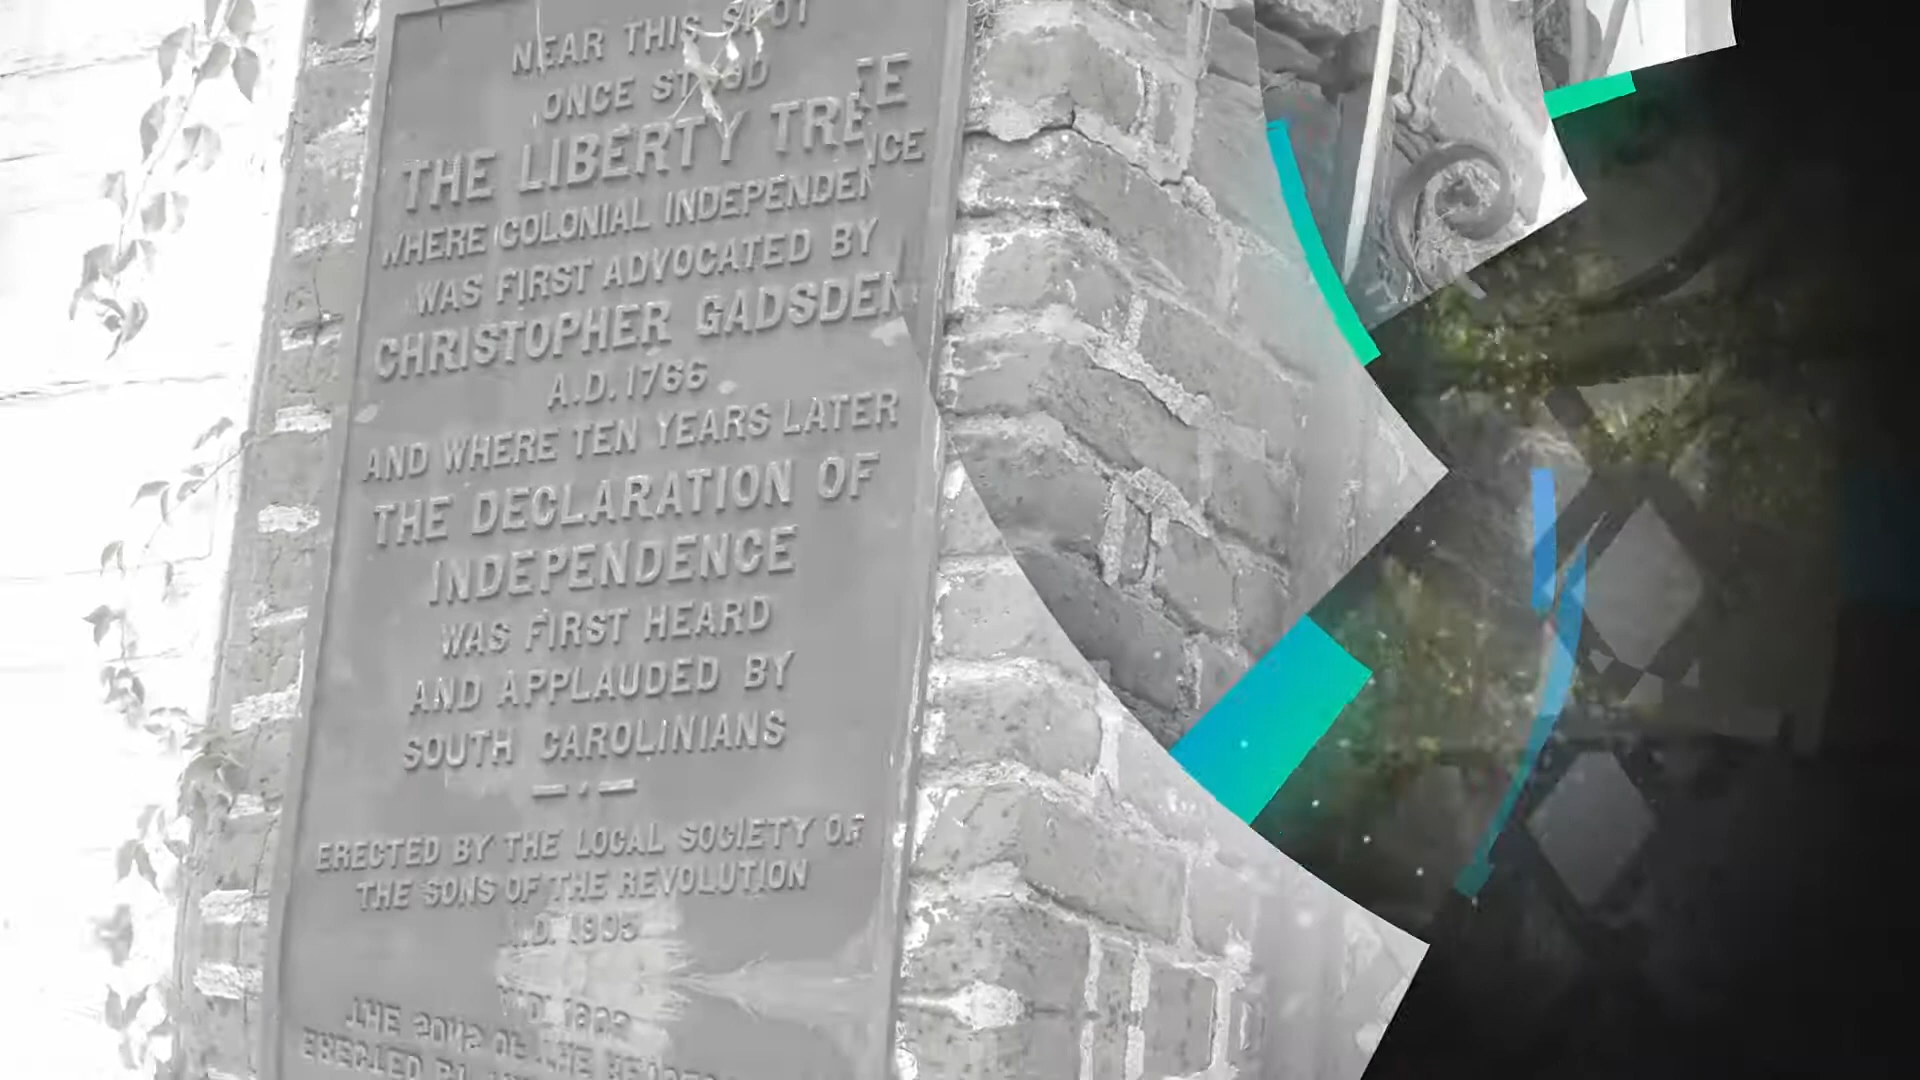 NEAR THIS SPOT
ONCE STOOD
THE LIBERTY TREE
WHERE COLONIAL INDEPENDENCE
WAS FIRST ADVOCATED BY
CHRISTOPHER GADSDEN
A.D. 1766
AND WHERE TEN YEARS LATER
THE DECLARATION OF
INDEPENDENCE
WAS FIRST HEARD
AND APPLAUDED BY
SOUTH CAROLINIANS
ERECTED BY THE LOCAL SOCIETY OF
THE SONS OF THE REVOLUTION
A.D. 1905